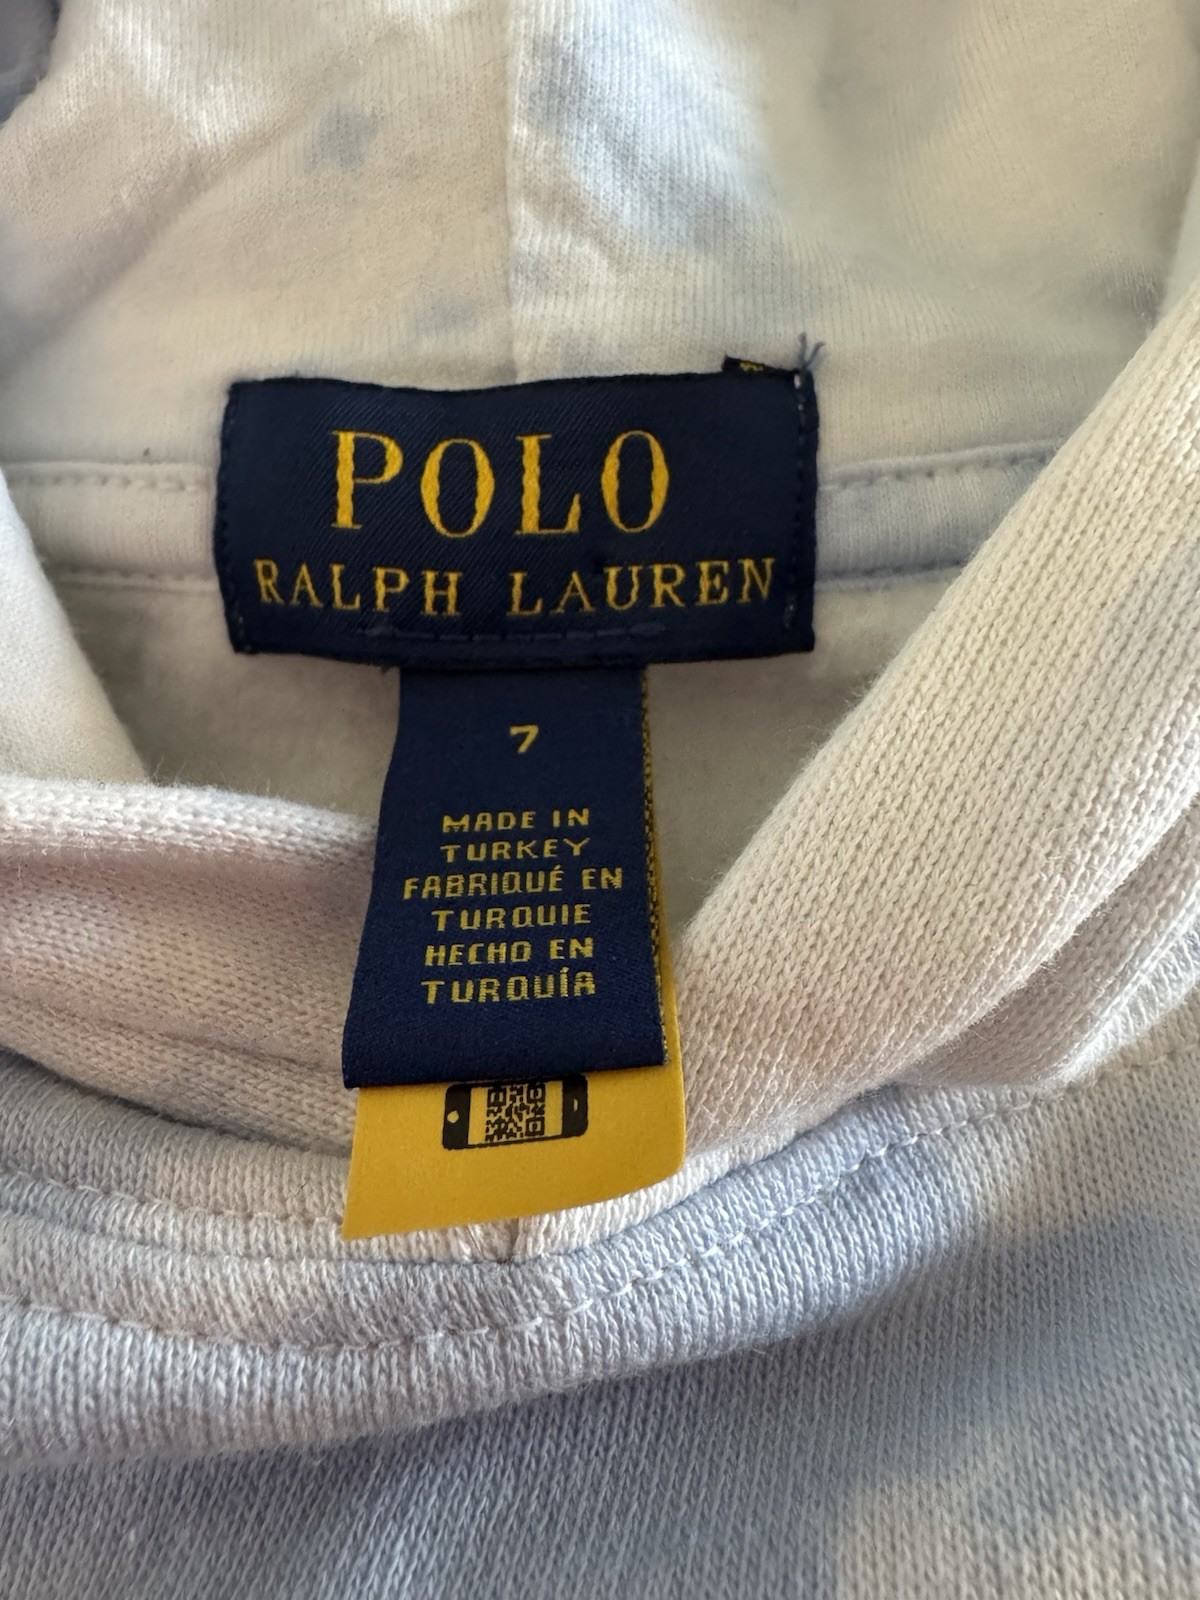 POLO
RALPH LAUREN
7
MADE IN
TURKEY
FABRIQUÉ EN
TURQUIE
HECHO EN
TURQUÍA